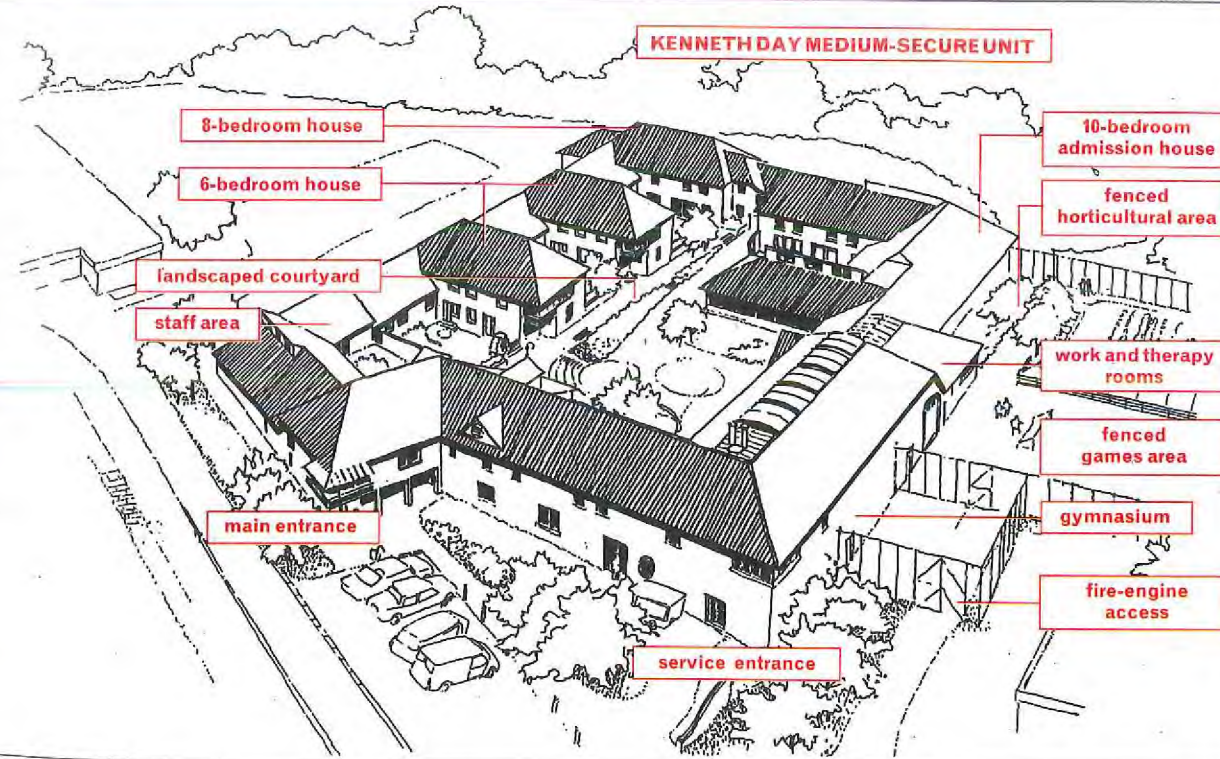 KENNETH DAY MEDIUM-SECURE UNIT
8-bedroom house
10-bedroom
admission house
6-bedroom house
fenced
horticultural area
landscaped courtyard
staff area
work and therapy
rooms
fenced
games area
main entrance
gymnasium
fire-engine
access
service entrance